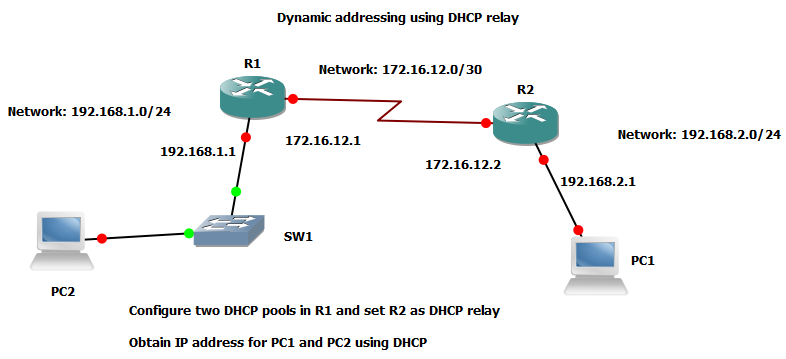 Dynamic addressing using DHCP relay
R1
Network: 172.16.12.0/30
R2
Network: 192.168.1.0/24
Network: 192.168.2.0/24
192.168.1.1
172.16.12.1
172.16.12.2
192.168.2.1
SW1
PC1
PC2
Configure two DHCP pools in R1 and set R2 as DHCP relay
Obtain IP address for PC1 and PC2 using DHCP